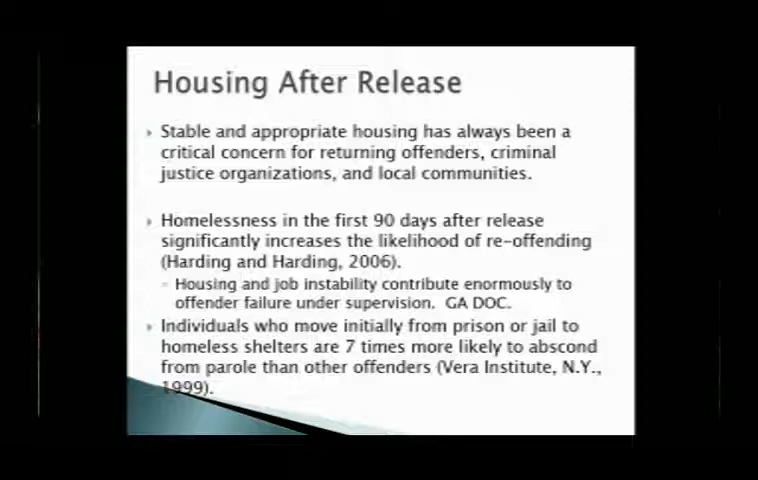 Housing After Release
Stable and appropriate housing has always been a
critical concern for returning offenders, criminal
justice organizations, and local communities.
Homelessness in the first 90 days after release
significantly increases the likelihood of re-offending
(Harding and Harding, 2006).
Housing and job instability contribute enormously to
offender failure under supervision. GA DOC.
Individuals who move initially from prison or jail to
homeless shelters are 7 times more likely to abscond
from parole than other offenders (Vera Institute, N.Y.,
1999).